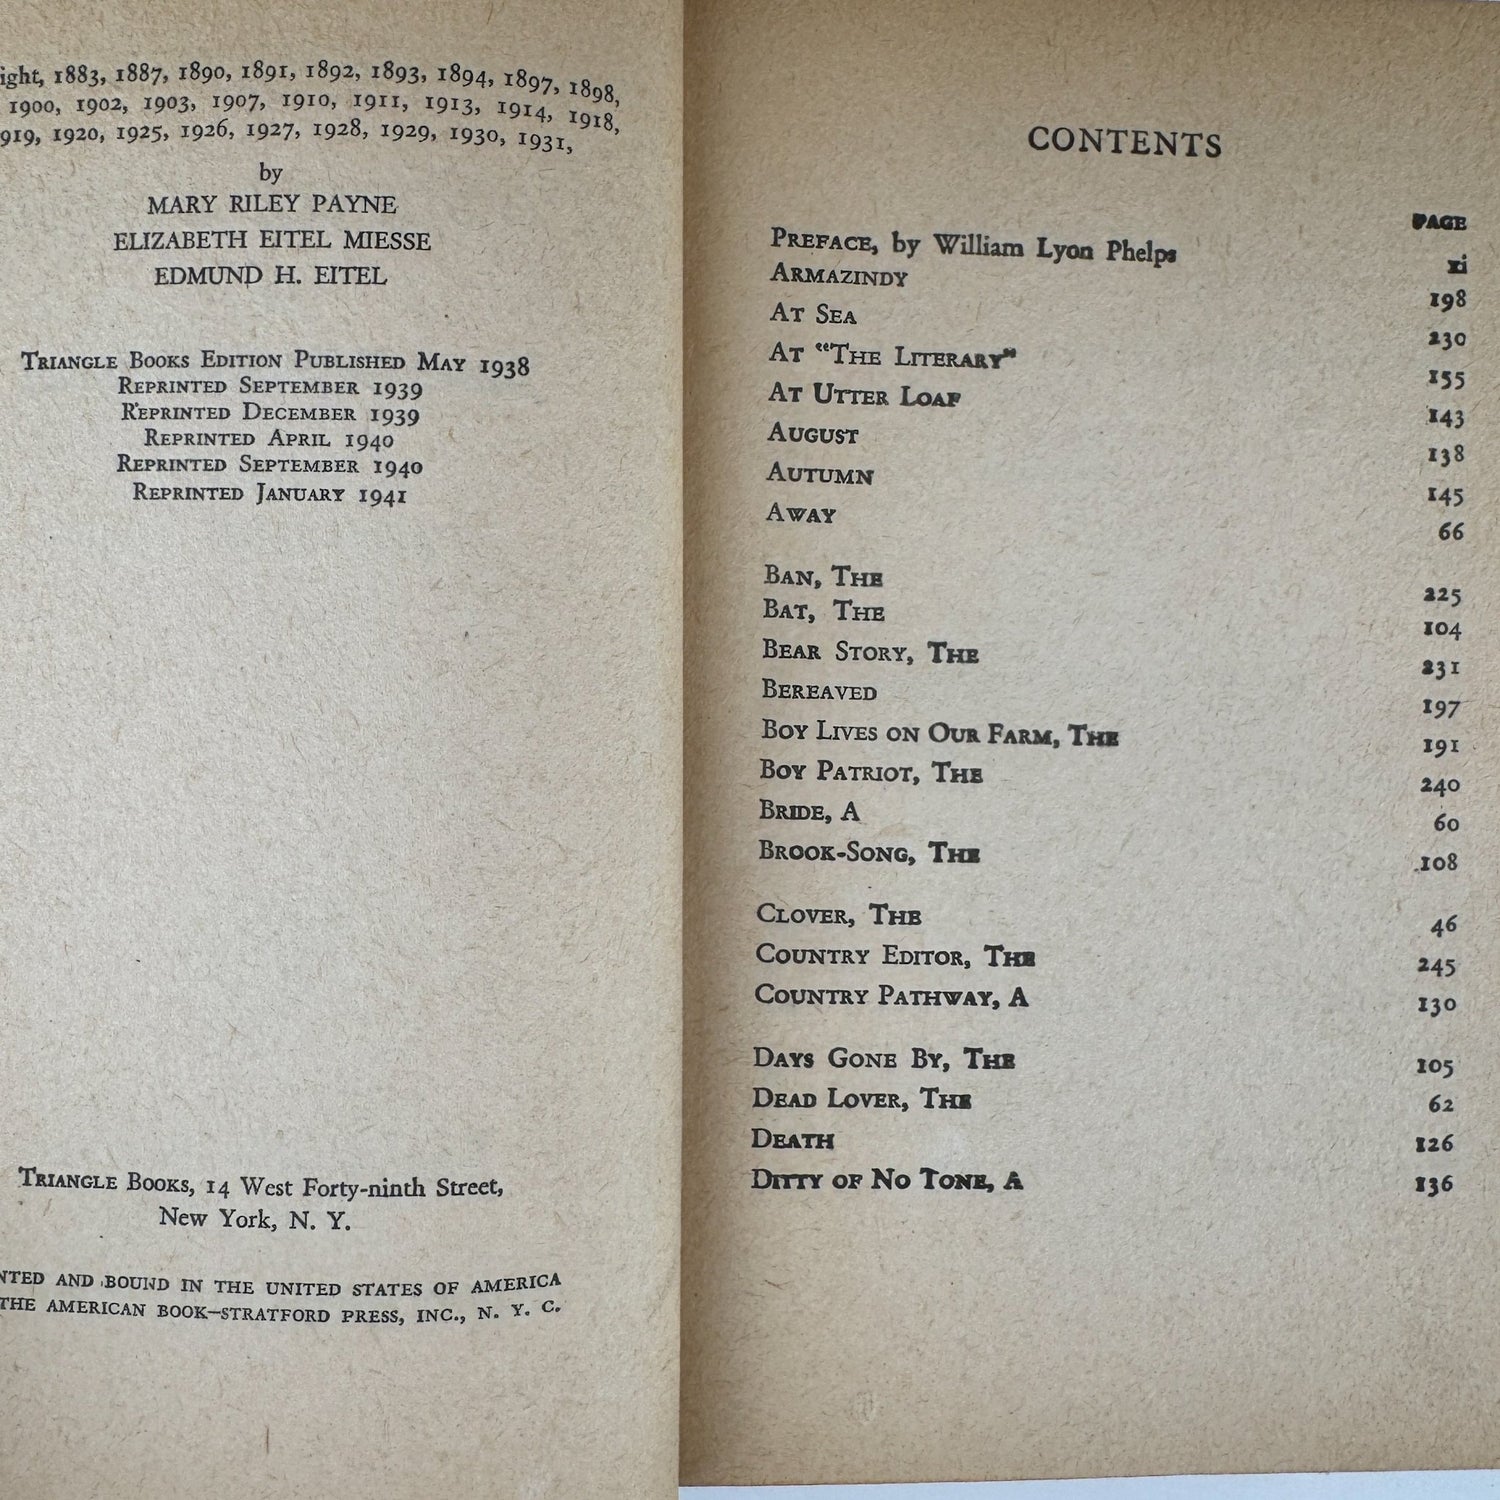 ight, 1883, 1887, 1890, 1891, 1892, 1893, 1894, 1897, 1898,
1900, 1902, 1903, 1907, 1910, 1911, 1913, 1914, 1918,
919, 1920, 1925, 1926, 1927, 1928, 1929, 1930, 1931,
by
MARY RILEY PAYNE
ELIZABETH EITEL MIESSE
EDMUND H. EITEL
TRIANGLE BOOKS EDITION PUBLISHED MAY 1938
REPRINTED SEPTEMBER 1939
REPRINTED DECEMBER 1939
REPRINTED APRIL 1940
REPRINTED SEPTEMBER 1940
REPRINTED JANUARY 1941
TRIANGLE BOOKS, 14 West Forty-ninth Street,
New York, N. Y.
NTED AND BOUND IN THE UNITED STATES OF AMERICA
THE AMERICAN BOOK—STRATFORD PRESS, INC., N. Y. C.
CONTENTS
PAGE
PREFACE, by William Lyon Phelps xi
ARMAZINDY 198
AT SEA 230
AT "THE LITERARY" 155
AT UTTER LOAF 143
AUGUST 138
AUTUMN 145
AWAY 66
BAN, THE 225
BAT, THE 104
BEAR STORY, THE 231
BEREAVED 197
BOY LIVES ON OUR FARM, THE 191
BOY PATRIOT, THE 240
BRIDE, A 60
BROOK-SONG, THE 108
CLOVER, THE 46
COUNTRY EDITOR, THE 245
COUNTRY PATHWAY, A 130
DAYS GONE BY, THE 105
DEAD LOVER, THE 62
DEATH 126
DITTY OF NO TONE, A 136